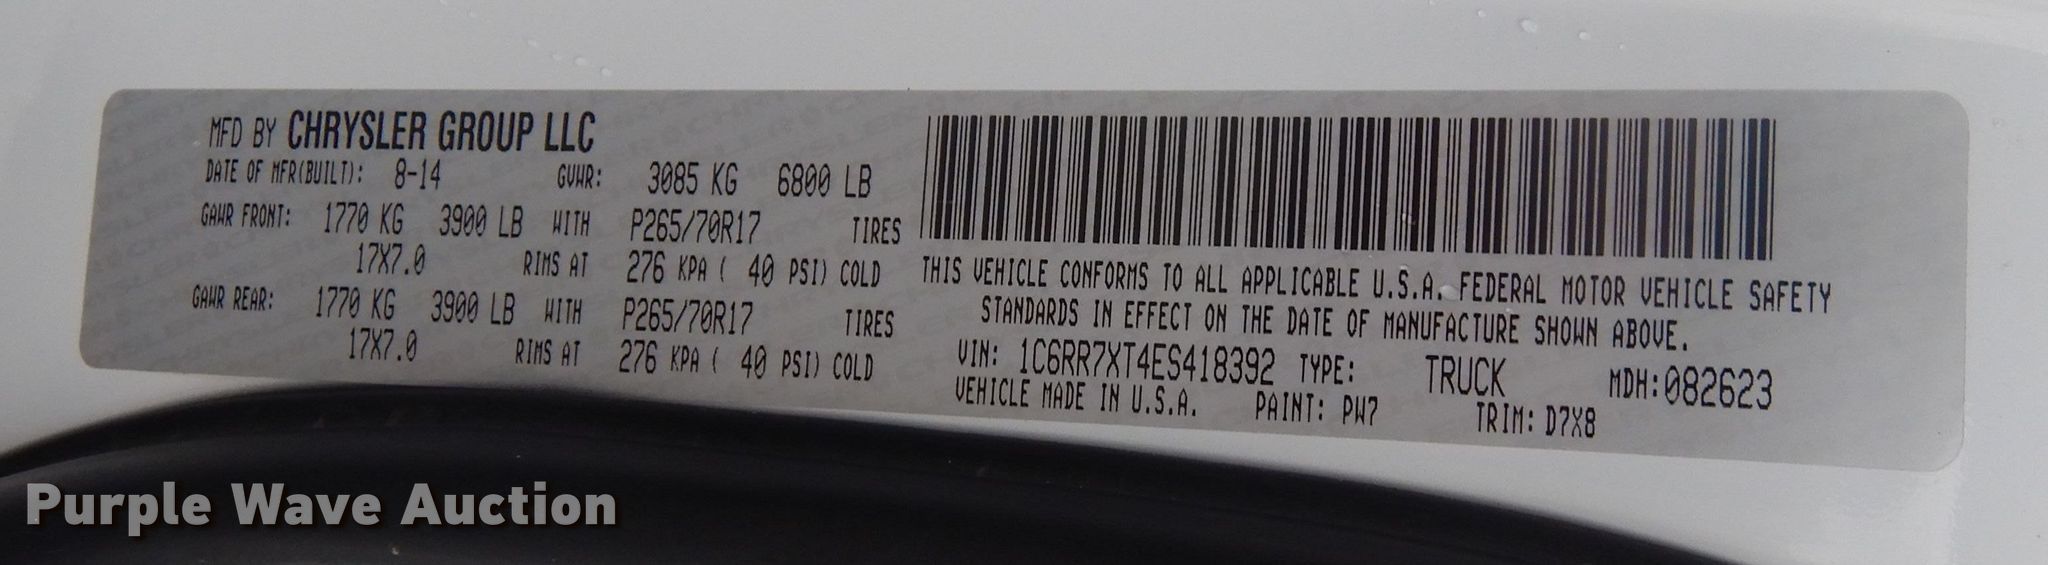 MFD BY CHRYSLER GROUP LLC
DATE OF MFR(BUILT): 8-14 GVWR: 3085 KG 6800 LB
GAWR FRONT: 1770 KG 3900 LB WITH P265/70R17 TIRES
17X7.0 RIMS AT 276 KPA ( 40 PSI) COLD
GAWR REAR: 1770 KG 3900 LB WITH P265/70R17 TIRES
17X7.0 RIMS AT 276 KPA ( 40 PSI) COLD
THIS VEHICLE CONFORMS TO ALL APPLICABLE U.S.A. FEDERAL MOTOR VEHICLE SAFETY
STANDARDS IN EFFECT ON THE DATE OF MANUFACTURE SHOWN ABOVE.
VIN: 1C6RR7XT4ES418392 TYPE: TRUCK MDH:082623
VEHICLE MADE IN U.S.A. PAINT: PW7 TRIM: D7X8
Purple Wave Auction